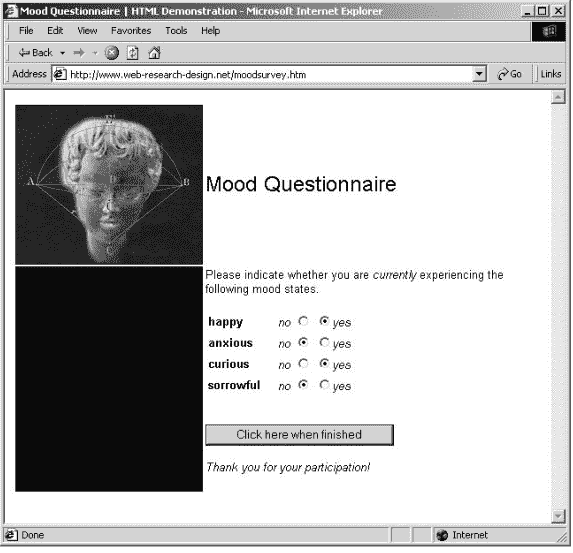 Mood Questionnaire | HTML Demonstration - Microsoft Internet Explorer
File Edit View Favorites Tools Help
Back
Address http://www.web-research-design.net/moodsurvey.htm Go Links
E
A D B
C
Mood Questionnaire
Please indicate whether you are currently experiencing the
following mood states.
happy no yes
anxious no yes
curious no yes
sorrowful no yes
Click here when finished
Thank you for your participation!
Done Internet